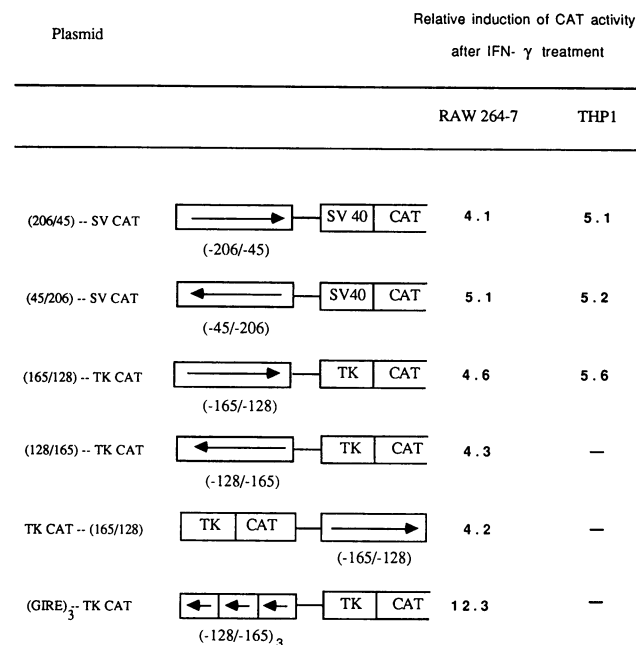 Plasmid
Relative induction of CAT activity
after IFN- γ treatment
RAW 264-7 THP1
(206/45) -- SV CAT SV 40 CAT 4.1 5.1
(-206/-45)
(45/206) -- SV CAT SV40 CAT 5.1 5.2
(-45/-206)
(165/128) -- TK CAT TK CAT 4.6 5.6
(-165/-128)
(128/165) -- TK CAT TK CAT 4.3 —
(-128/-165)
TK CAT -- (165/128) TK CAT 4.2 —
(-165/-128)
(GIRE)3-- TK CAT TK CAT 12.3 —
(-128/-165)3